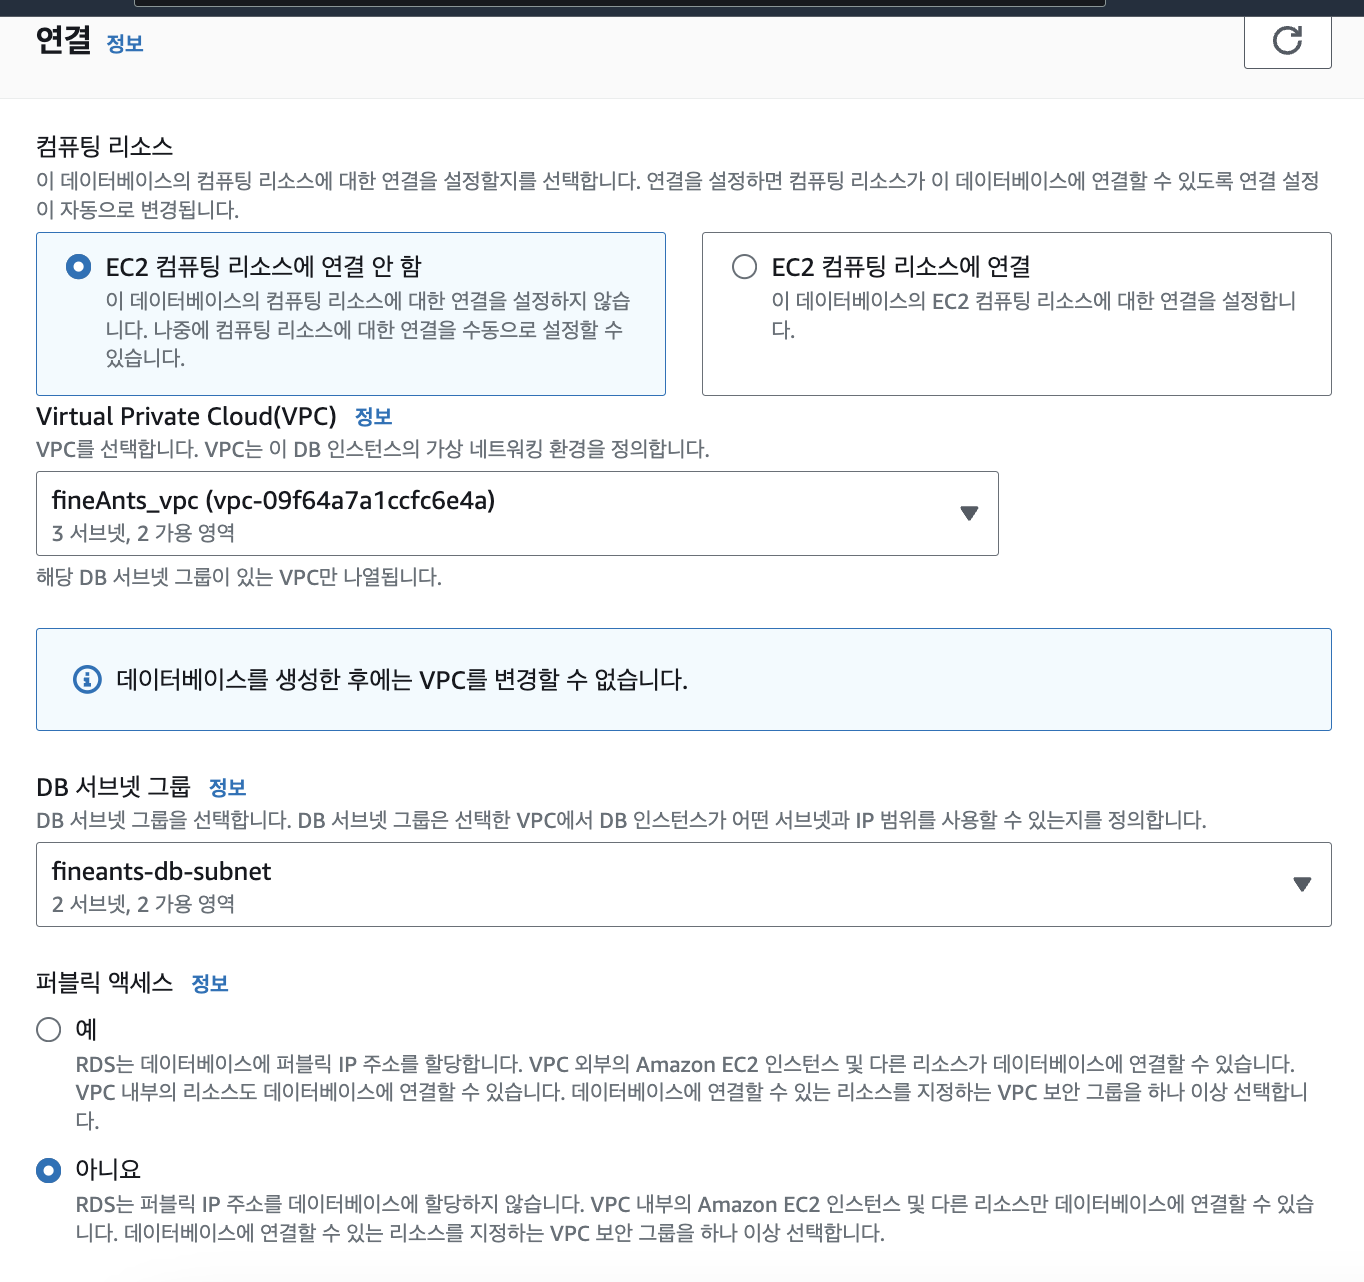 연결 정보
컴퓨팅 리소스
이 데이터베이스의 컴퓨팅 리소스에 대한 연결을 설정할지를 선택합니다. 연결을 설정하면 컴퓨팅 리소스가 이 데이터베이스에 연결할 수 있도록 연결 설정
이 자동으로 변경됩니다.
EC2 컴퓨팅 리소스에 연결 안 함
이 데이터베이스의 컴퓨팅 리소스에 대한 연결을 설정하지 않습
니다. 나중에 컴퓨팅 리소스에 대한 연결을 수동으로 설정할 수
있습니다.
EC2 컴퓨팅 리소스에 연결
이 데이터베이스의 EC2 컴퓨팅 리소스에 대한 연결을 설정합니
다.
Virtual Private Cloud(VPC) 정보
VPC를 선택합니다. VPC는 이 DB 인스턴스의 가상 네트워킹 환경을 정의합니다.
fineAnts_vpc (vpc-09f64a7a1ccfc6e4a)
3 서브넷, 2 가용 영역
해당 DB 서브넷 그룹이 있는 VPC만 나열됩니다.
데이터베이스를 생성한 후에는 VPC를 변경할 수 없습니다.
DB 서브넷 그룹 정보
DB 서브넷 그룹을 선택합니다. DB 서브넷 그룹은 선택한 VPC에서 DB 인스턴스가 어떤 서브넷과 IP 범위를 사용할 수 있는지를 정의합니다.
fineants-db-subnet
2 서브넷, 2 가용 영역
퍼블릭 액세스 정보
예
RDS는 데이터베이스에 퍼블릭 IP 주소를 할당합니다. VPC 외부의 Amazon EC2 인스턴스 및 다른 리소스가 데이터베이스에 연결할 수 있습니다.
VPC 내부의 리소스도 데이터베이스에 연결할 수 있습니다. 데이터베이스에 연결할 수 있는 리소스를 지정하는 VPC 보안 그룹을 하나 이상 선택합니
다.
아니요
RDS는 퍼블릭 IP 주소를 데이터베이스에 할당하지 않습니다. VPC 내부의 Amazon EC2 인스턴스 및 다른 리소스만 데이터베이스에 연결할 수 있습
니다. 데이터베이스에 연결할 수 있는 리소스를 지정하는 VPC 보안 그룹을 하나 이상 선택합니다.